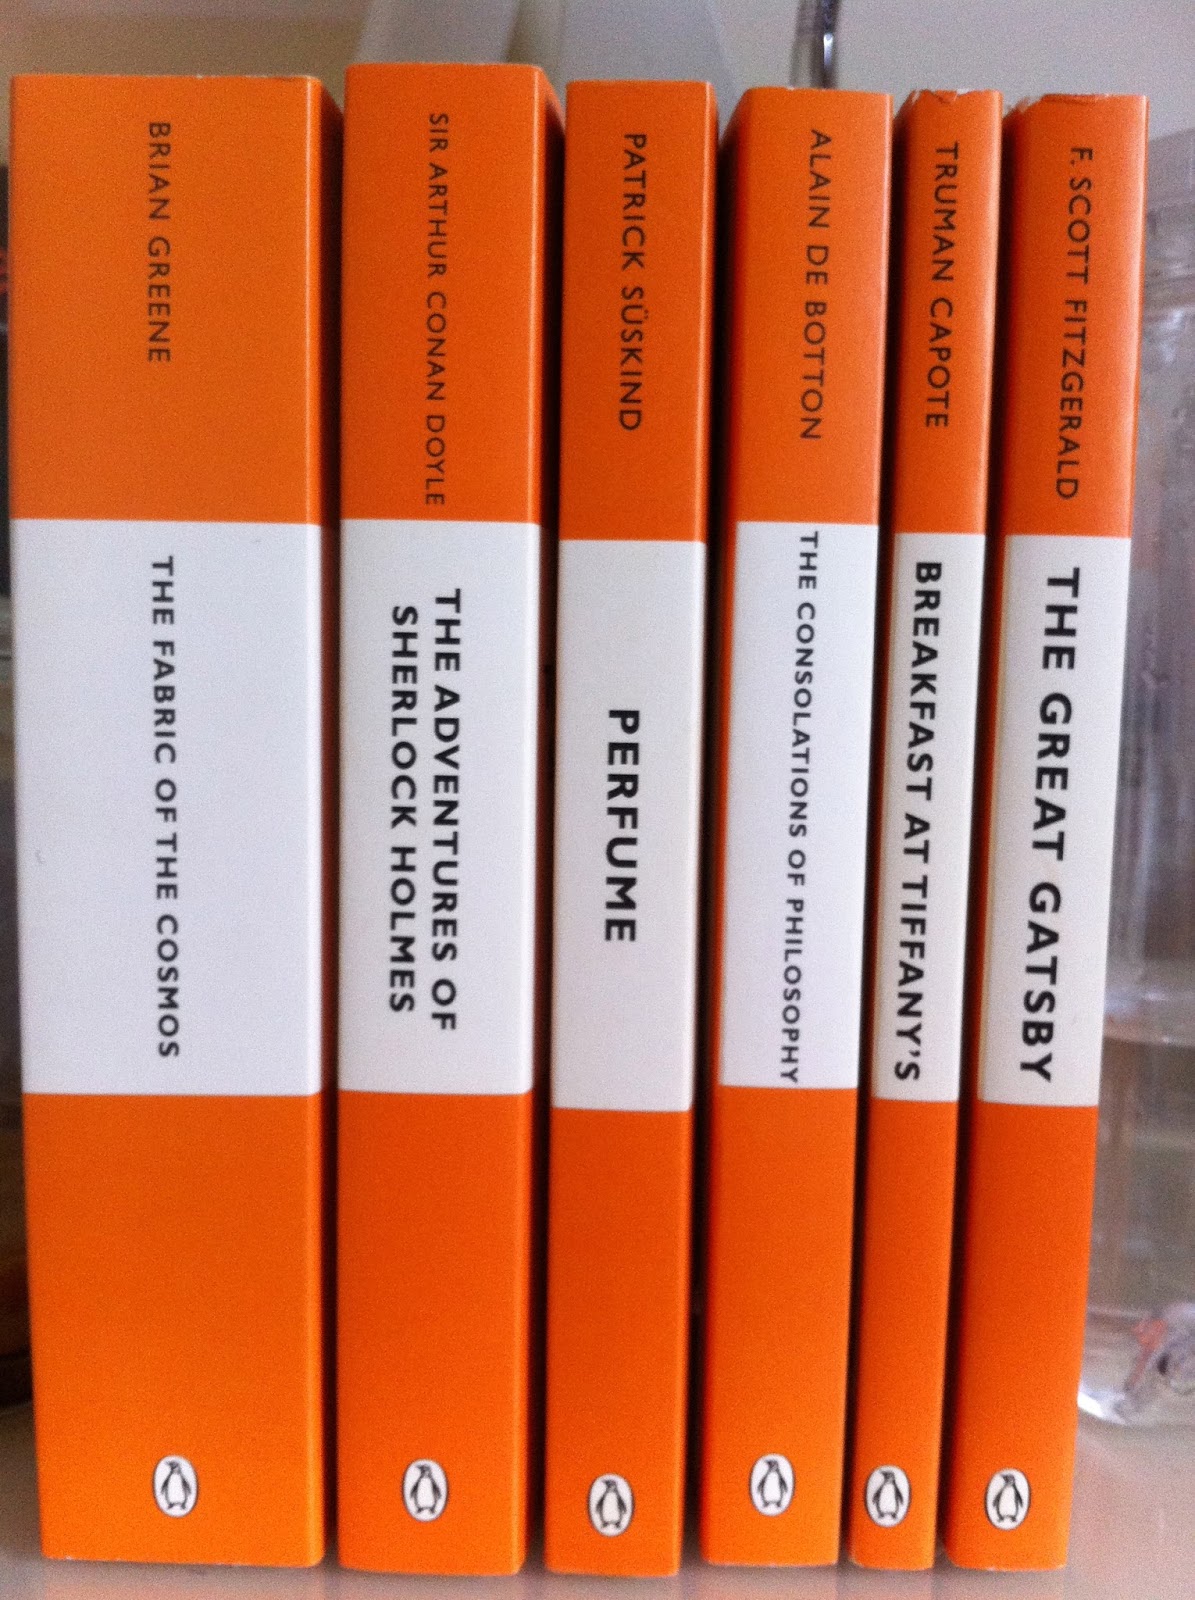 BRIAN GREENE
THE FABRIC OF THE COSMOS
SIR ARTHUR CONAN DOYLE
THE ADVENTURES OF
SHERLOCK HOLMES
PATRICK SÜSKIND
PERFUME
ALAIN DE BOTTON
THE CONSOLATIONS OF PHILOSOPHY
TRUMAN CAPOTE
BREAKFAST AT TIFFANY'S
F. SCOTT FITZGERALD
THE GREAT GATSBY